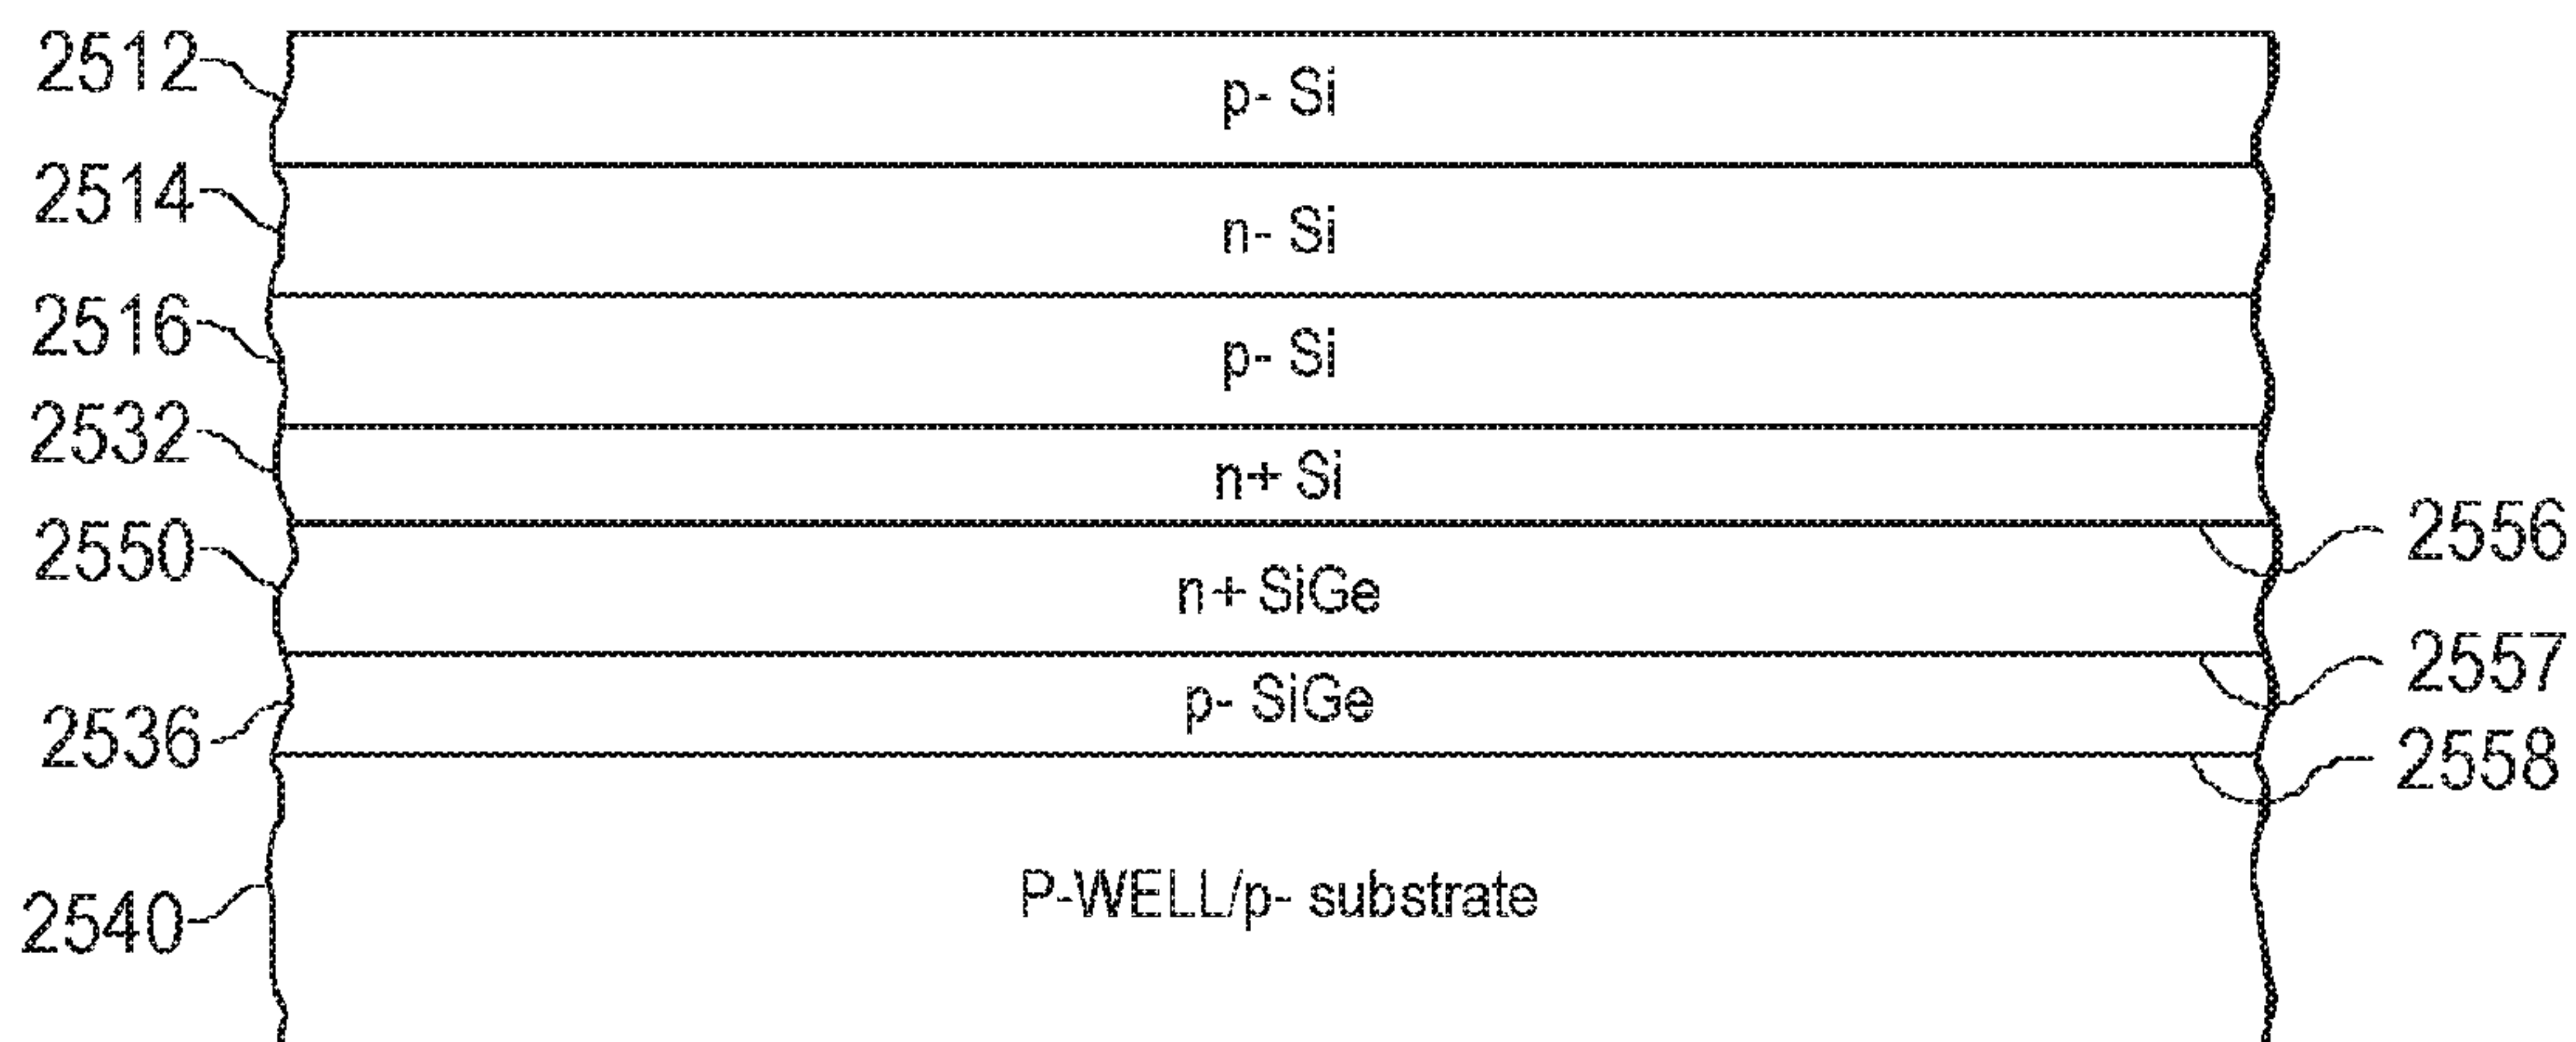 2512
p- Si
2514
n- Si
2516
p- Si
2532
n+ Si
2550
n+ SiGe
2556
2536
p- SiGe
2557
2558
2540
P-WELL/p- substrate